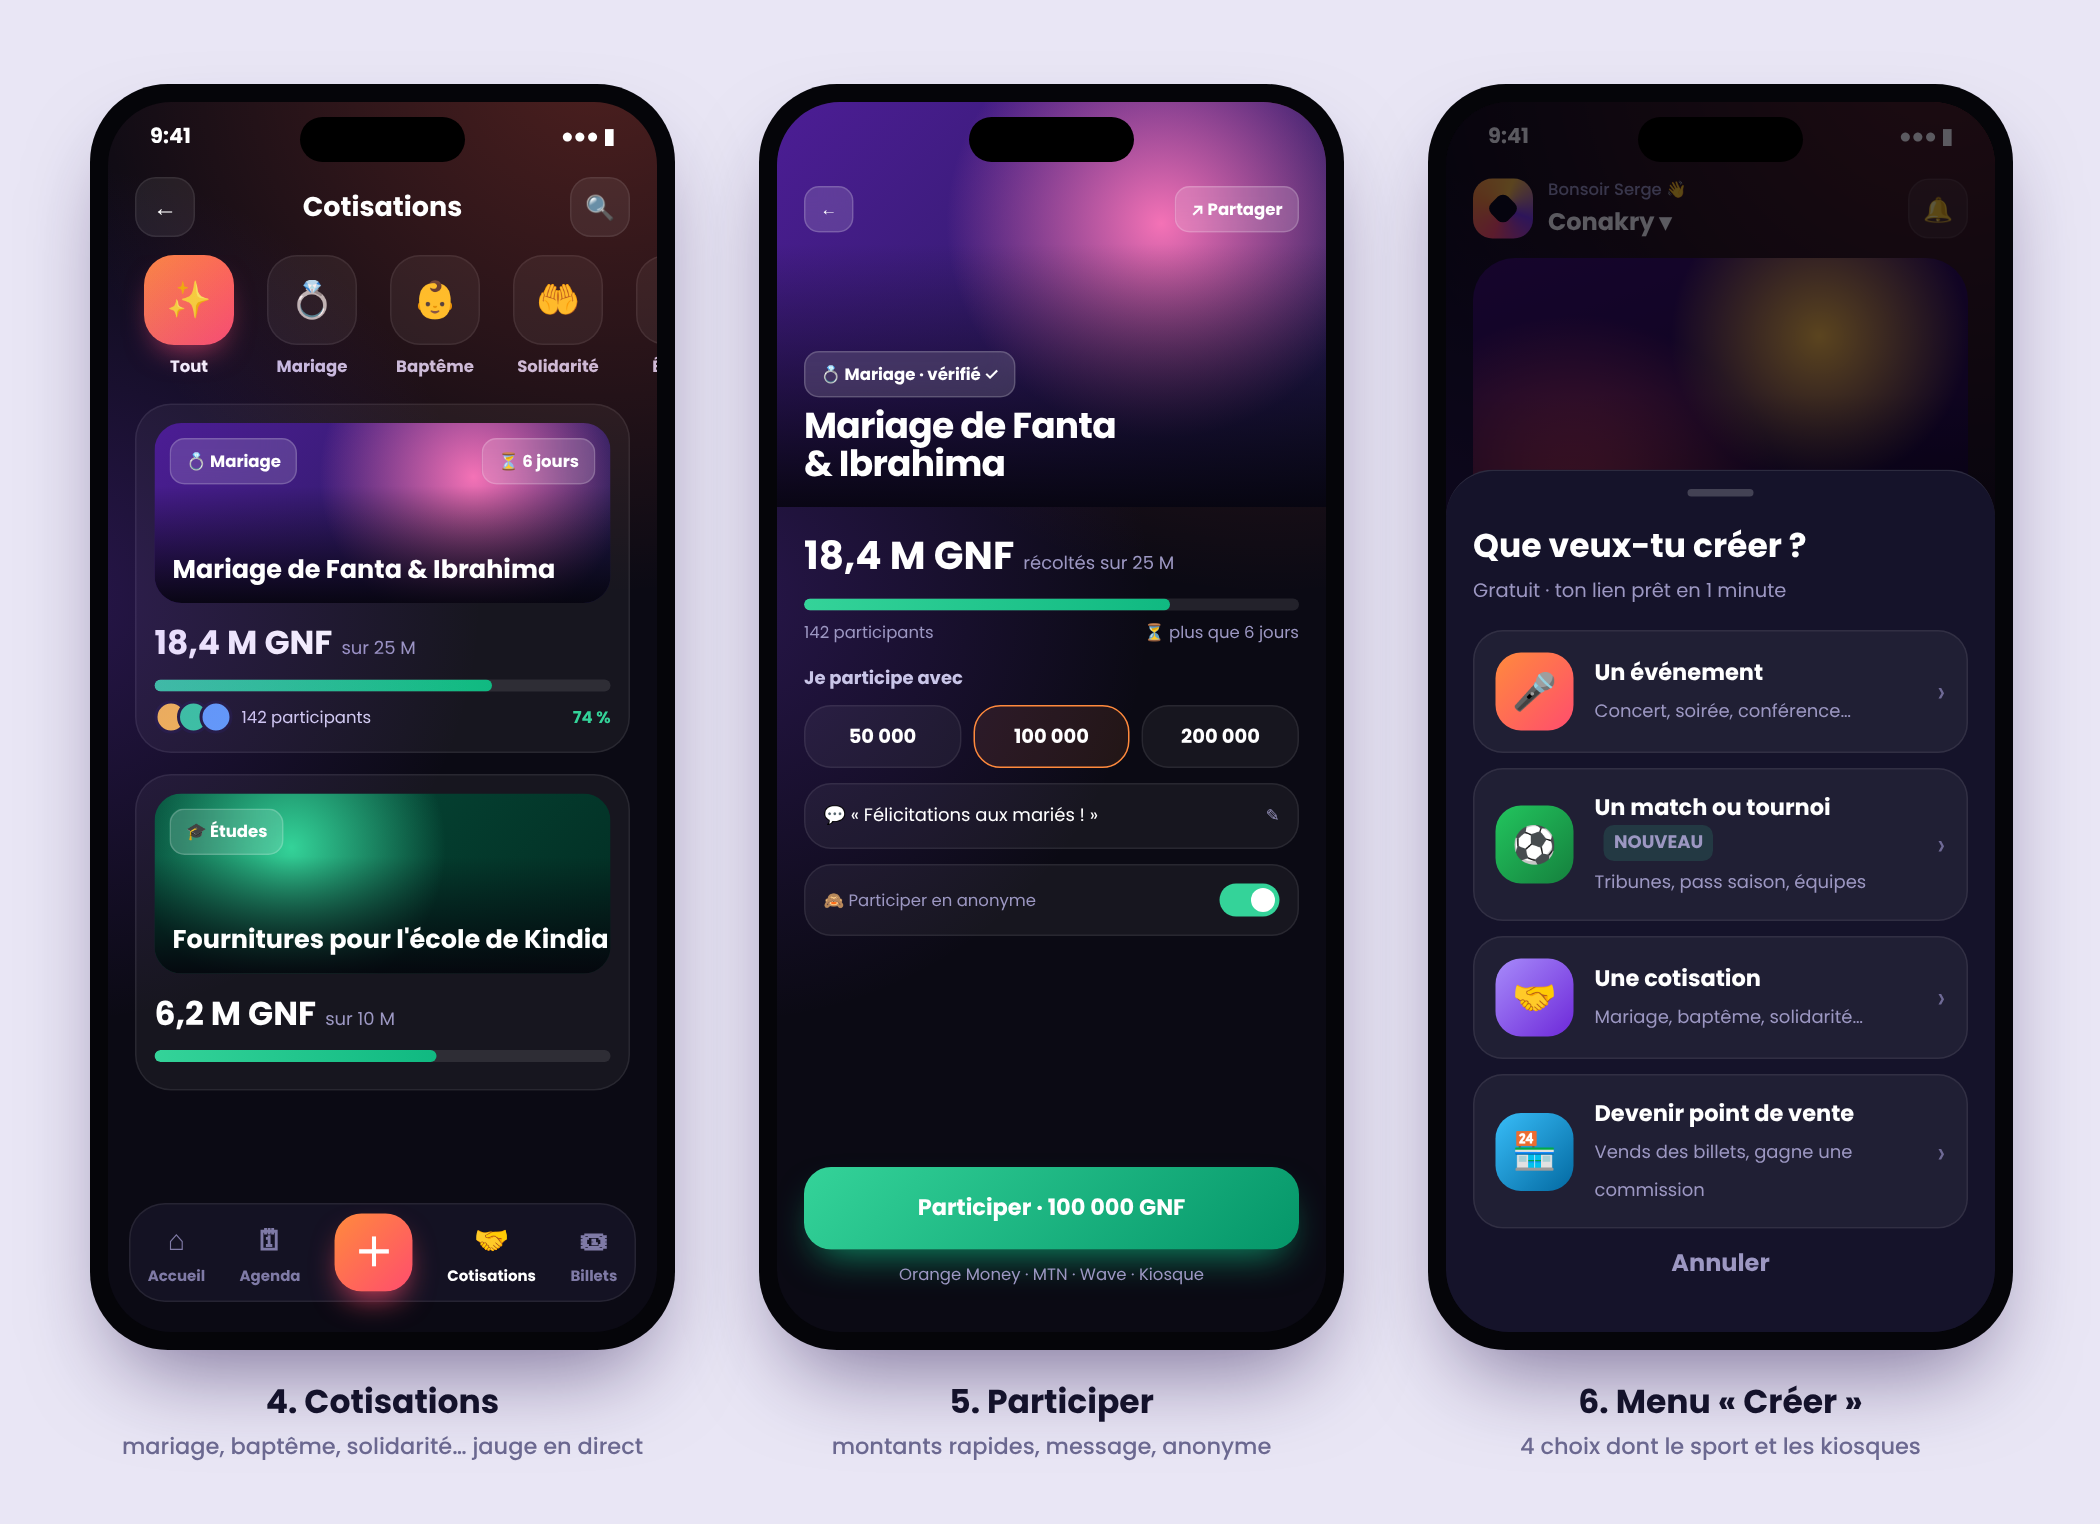 9:41
← Cotisations
Tout Mariage Baptême Solidarité
Mariage 6 jours
Mariage de Fanta & Ibrahima
18,4 M GNF sur 25 M
142 participants 74 %
Études
Fournitures pour l'école de Kindia
6,2 M GNF sur 10 M
Accueil Agenda + Cotisations Billets
4. Cotisations
mariage, baptême, solidarité... jauge en direct
← ↗ Partager
Mariage · vérifié ✓
Mariage de Fanta
& Ibrahima
18,4 M GNF récoltés sur 25 M
142 participants ⏳ plus que 6 jours
Je participe avec
50 000 100 000 200 000
💬 « Félicitations aux mariés ! » ✎
🙈 Participer en anonyme
Participer · 100 000 GNF
Orange Money · MTN · Wave · Kiosque
5. Participer
montants rapides, message, anonyme
9:41
Bonsoir Serge 👋
Conakry ▾
Que veux-tu créer ?
Gratuit · ton lien prêt en 1 minute
Un événement
Concert, soirée, conférence... ›
Un match ou tournoi
NOUVEAU ›
Tribunes, pass saison, équipes
Une cotisation
Mariage, baptême, solidarité... ›
24
Devenir point de vente
Vends des billets, gagne une ›
commission
Annuler
6. Menu « Créer »
4 choix dont le sport et les kiosques